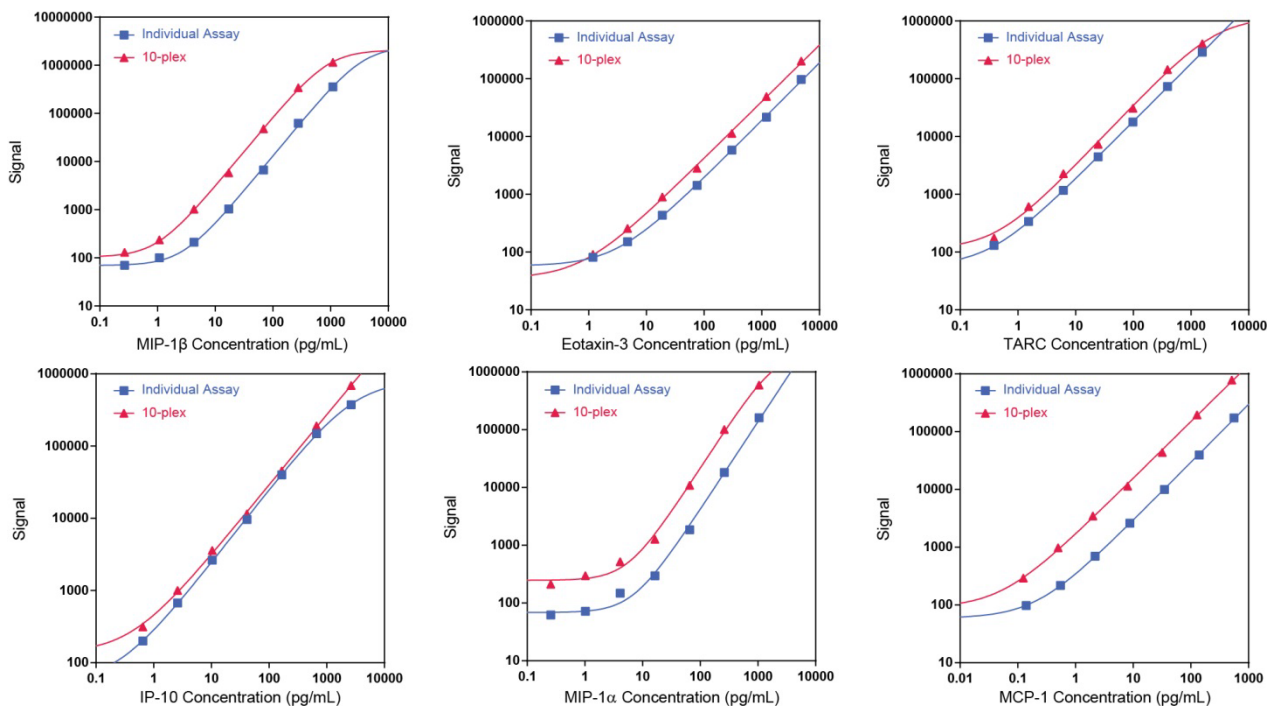 10000000
1000000
100000
10000
1000
100
10
Signal
Individual Assay
10-plex
0.1 1 10 100 1000 10000
MIP-1β Concentration (pg/mL)
1000000
100000
10000
1000
100
10
Signal
Individual Assay
10-plex
0.1 1 10 100 1000 10000
Eotaxin-3 Concentration (pg/mL)
1000000
100000
10000
1000
100
10
Signal
Individual Assay
10-plex
0.1 1 10 100 1000 10000
TARC Concentration (pg/mL)
1000000
100000
10000
1000
100
Signal
Individual Assay
10-plex
0.1 1 10 100 1000 10000
IP-10 Concentration (pg/mL)
1000000
100000
10000
1000
100
10
Signal
Individual Assay
10-plex
0.1 1 10 100 1000 10000
MIP-1α Concentration (pg/mL)
1000000
100000
10000
1000
100
10
Signal
Individual Assay
10-plex
0.01 0.1 1 10 100 1000
MCP-1 Concentration (pg/mL)